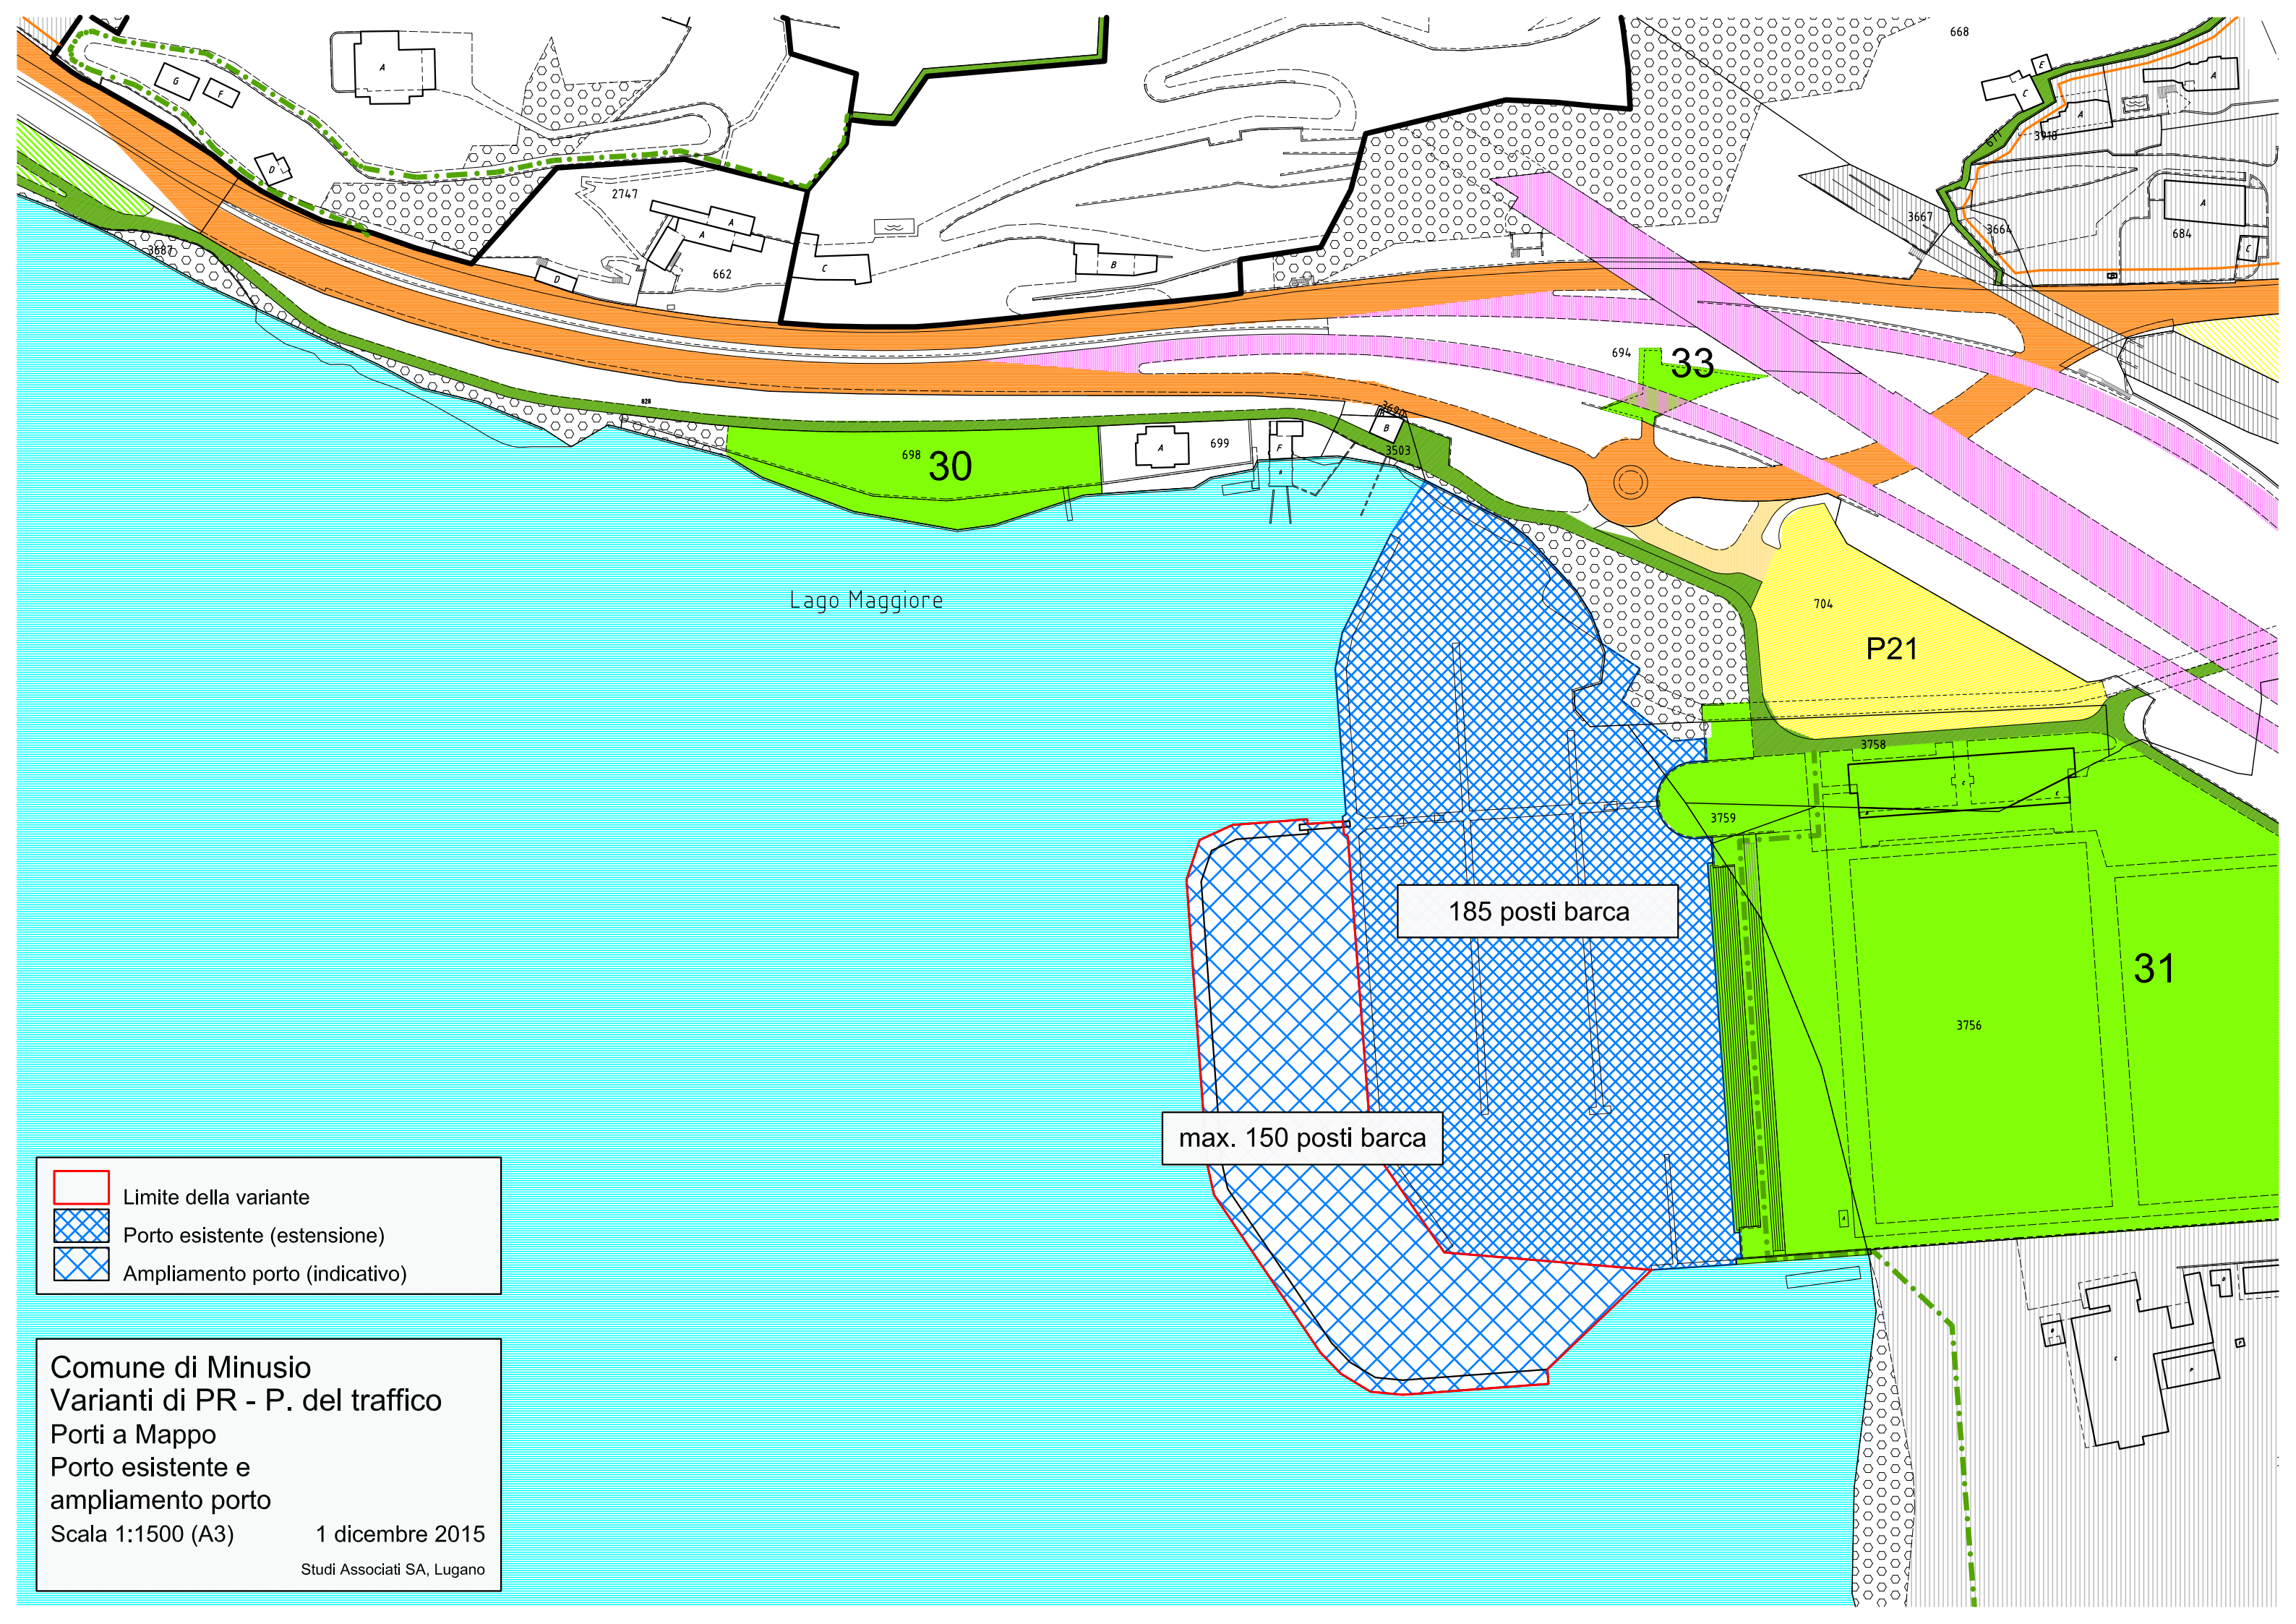 668
E
C
A
A
677
3918
G
F
A
D
2747
A
A
3667
3664
A
684
C
3687
662
C
B
D
694
33
828
3690
B
3503
698
30
A
699
F
Lago Maggiore
704
P21
3758
C
C
3759
185 posti barca
31
3756
max. 150 posti barca
Limite della variante
Porto esistente (estensione)
Ampliamento porto (indicativo)
A
Comune di Minusio
Varianti di PR - P. del traffico
Porti a Mappo
Porto esistente e
ampliamento porto
Scala 1:1500 (A3) 1 dicembre 2015
Studi Associati SA, Lugano